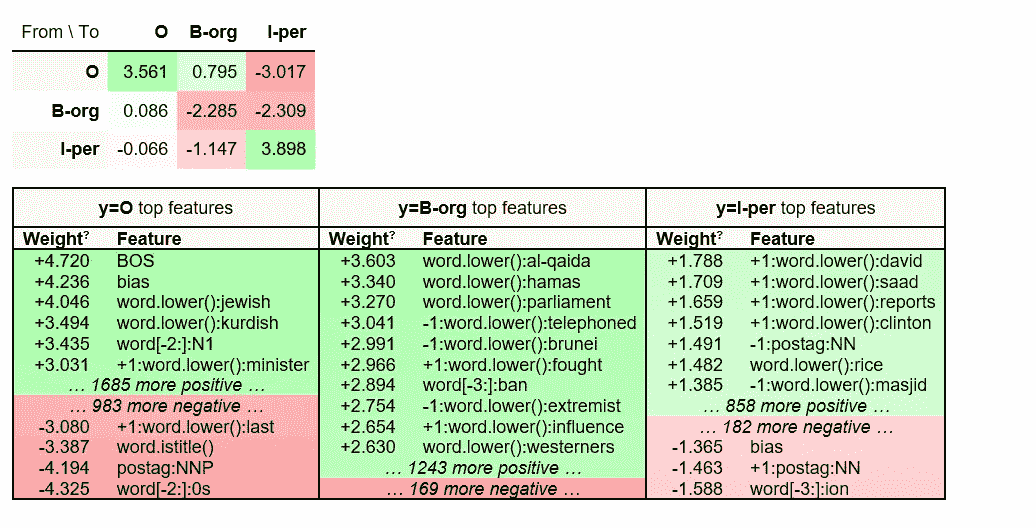 From \ To O B-org I-per
O 3.561 0.795 -3.017
B-org 0.086 -2.285 -2.309
I-per -0.066 -1.147 3.898
y=O top features y=B-org top features y=I-per top features
Weight? Feature Weight? Feature Weight? Feature
+4.720 BOS +3.603 word.lower():al-qaida +1.788 +1:word.lower():david
+4.236 bias +3.340 word.lower():hamas +1.709 +1:word.lower():saad
+4.046 word.lower():jewish +3.270 word.lower():parliament +1.659 +1:word.lower():reports
+3.494 word.lower():kurdish +3.041 -1:word.lower():telephoned +1.519 +1:word.lower():clinton
+3.435 word[-2:]:N1 +2.991 -1:word.lower():brunei +1.491 -1:postag:NN
+3.031 +1:word.lower():minister +2.966 +1:word.lower():fought +1.482 word.lower():rice
… 1685 more positive … +2.894 word[-3:]:ban +1.385 -1:word.lower():masjid
… 983 more negative … +2.754 -1:word.lower():extremist … 858 more positive …
-3.080 +1:word.lower():last +2.654 +1:word.lower():influence … 182 more negative …
-3.387 word.istitle() +2.630 word.lower():westerners -1.365 bias
-4.194 postag:NNP … 1243 more positive … -1.463 +1:postag:NN
-4.325 word[-2:]:0s … 169 more negative … -1.588 word[-3:]:ion